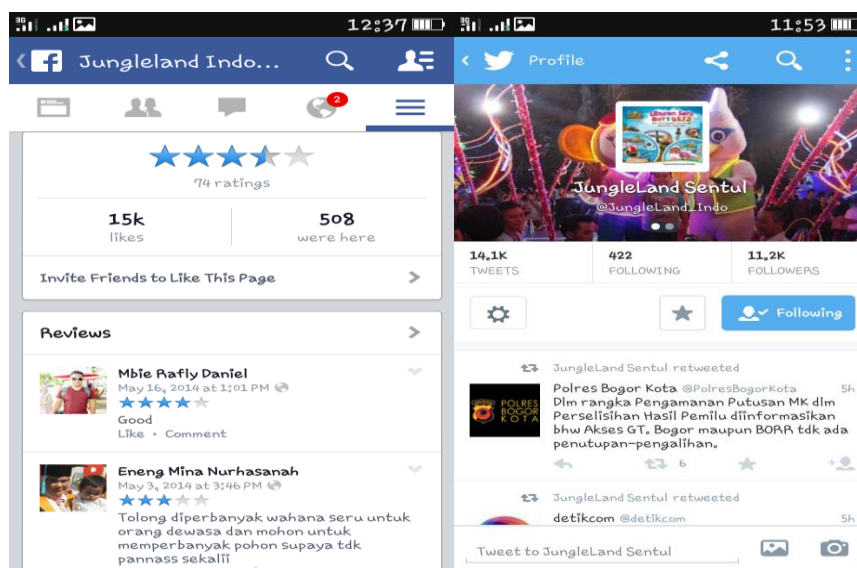 12:37
Jungleland Indo...
2
74 ratings
15k
likes
508
were here
Invite Friends to Like This Page
Reviews
Mbie Rafly Daniel
May 16, 2014 at 1:01 PM
Good
Like • Comment
Eneng Mina Nurhasanah
May 3, 2014 at 3:46 PM
Tolong diperbanyak wahana seru untuk
orang dewasa dan mohon untuk
memperbanyak pohon supaya tdk
pannass sekalii
11:53
Profile
Liburan Seru
JungleLand Sentul
@JungleLand_Indo
14,1K
TWEETS
422
FOLLOWING
11,2K
FOLLOWERS
Following
JungleLand Sentul retweeted
Polres Bogor Kota @PolresBogorKota 5h
POLRES
BOGOR
KOTA
Dlm rangka Pengamanan Putusan MK dlm
Perselisihan Hasil Pemilu diinformasikan
bhw Akses GT. Bogor maupun BORR tdk ada
penutupan-pengalihan.
6
JungleLand Sentul retweeted
detikcom @detikcom 5h
Tweet to JungleLand Sentul